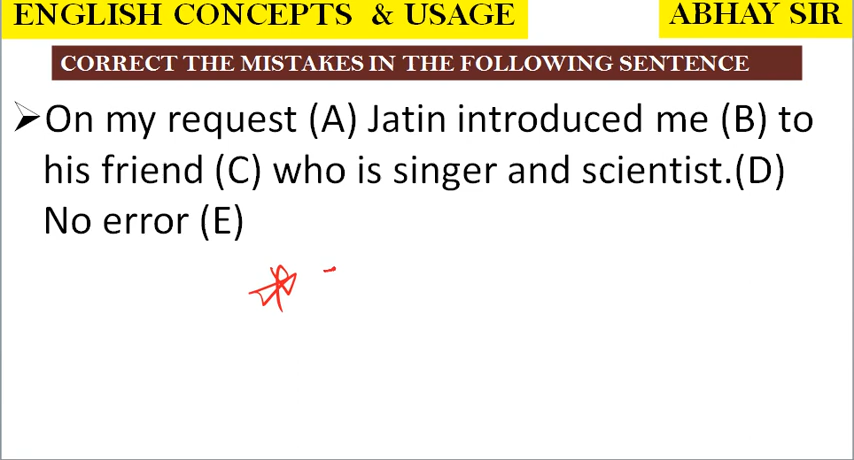 ENGLISH CONCEPTS & USAGE
ABHAY SIR
CORRECT THE MISTAKES IN THE FOLLOWING SENTENCE
➢On my request (A) Jatin introduced me (B) to
his friend (C) who is singer and scientist.(D)
No error (E)